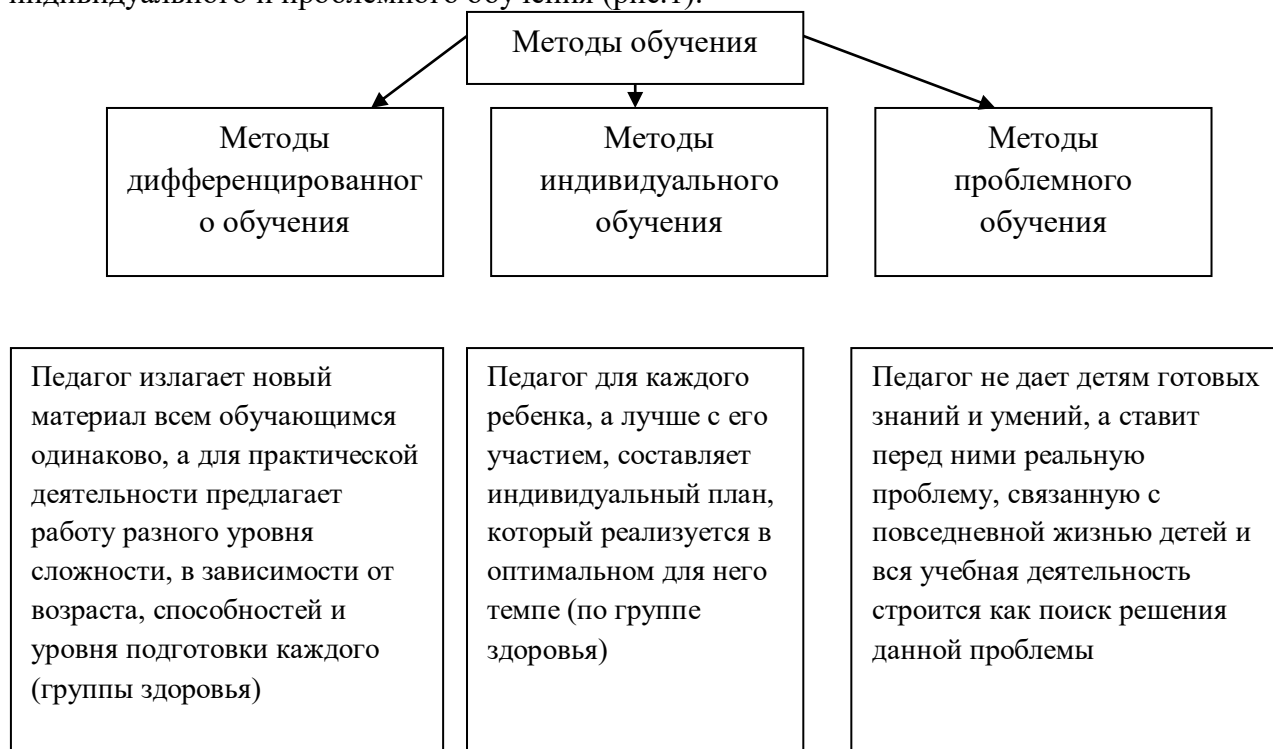 индивидуального и проблемного обучения (рис.1).
Методы обучения
Методы
дифференцированног
о обучения
Методы
индивидуального
обучения
Методы
проблемного
обучения
Педагог излагает новый
материал всем обучающимся
одинаково, а для практической
деятельности предлагает
работу разного уровня
сложности, в зависимости от
возраста, способностей и
уровня подготовки каждого
(группы здоровья)
Педагог для каждого
ребенка, а лучше с его
участием, составляет
индивидуальный план,
который реализуется в
оптимальном для него
темпе (по группе
здоровья)
Педагог не дает детям готовых
знаний и умений, а ставит
перед ними реальную
проблему, связанную с
повседневной жизнью детей и
вся учебная деятельность
строится как поиск решения
данной проблемы